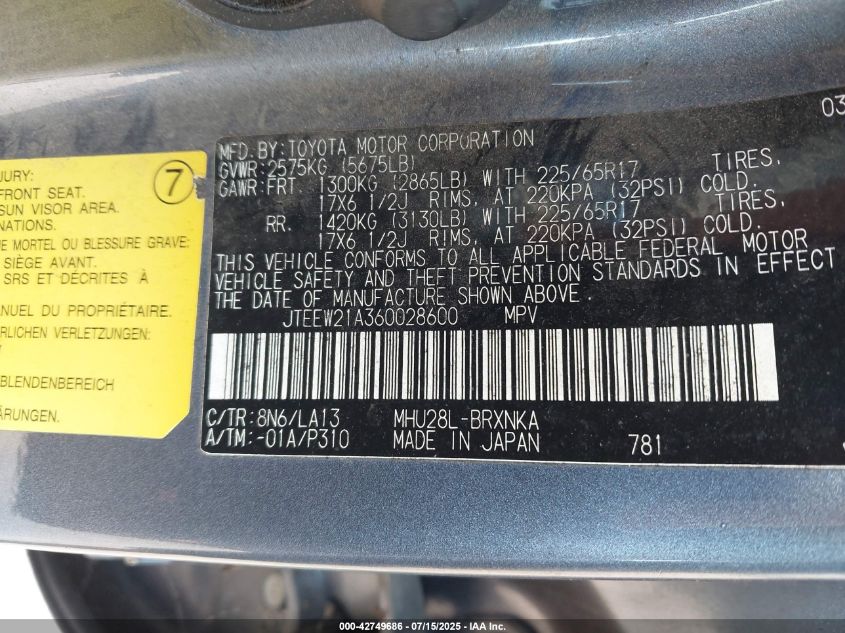 03
MFD.BY:TOYOTA MOTOR CORPORATION
GVWR:2575KG (5675LB)
GAWR:FRT. 1300KG (2865LB) WITH 225/65R17 TIRES,
17X6 1/2J RIMS, AT 220KPA (32PSI) COLD.
RR. 1420KG (3130LB) WITH 225/65R17 TIRES,
17X6 1/2J RIMS, AT 220KPA (32PSI) COLD.
THIS VEHICLE CONFORMS TO ALL APPLICABLE FEDERAL MOTOR
VEHICLE SAFETY AND THEFT PREVENTION STANDARDS IN EFFECT
THE DATE OF MANUFACTURE SHOWN ABOVE.
JTEEW21A360028600 MPV
C/TR:8N6/LA13 MHU28L-BRXNKA
A/TM:-01A/P310 MADE IN JAPAN 781
JURY:
7
FRONT SEAT.
SUN VISOR AREA.
NATIONS.
MORTEL OU BLESSURE GRAVE:
SIÈGE AVANT.
SRS ET DÉCRITES À
ANUEL DU PROPRIÉTAIRE.
RLICHEN VERLETZUNGEN:
BLENDENBEREICH
ÄRUNGEN.
000-42749686 - 07/15/2025 - IAA Inc.